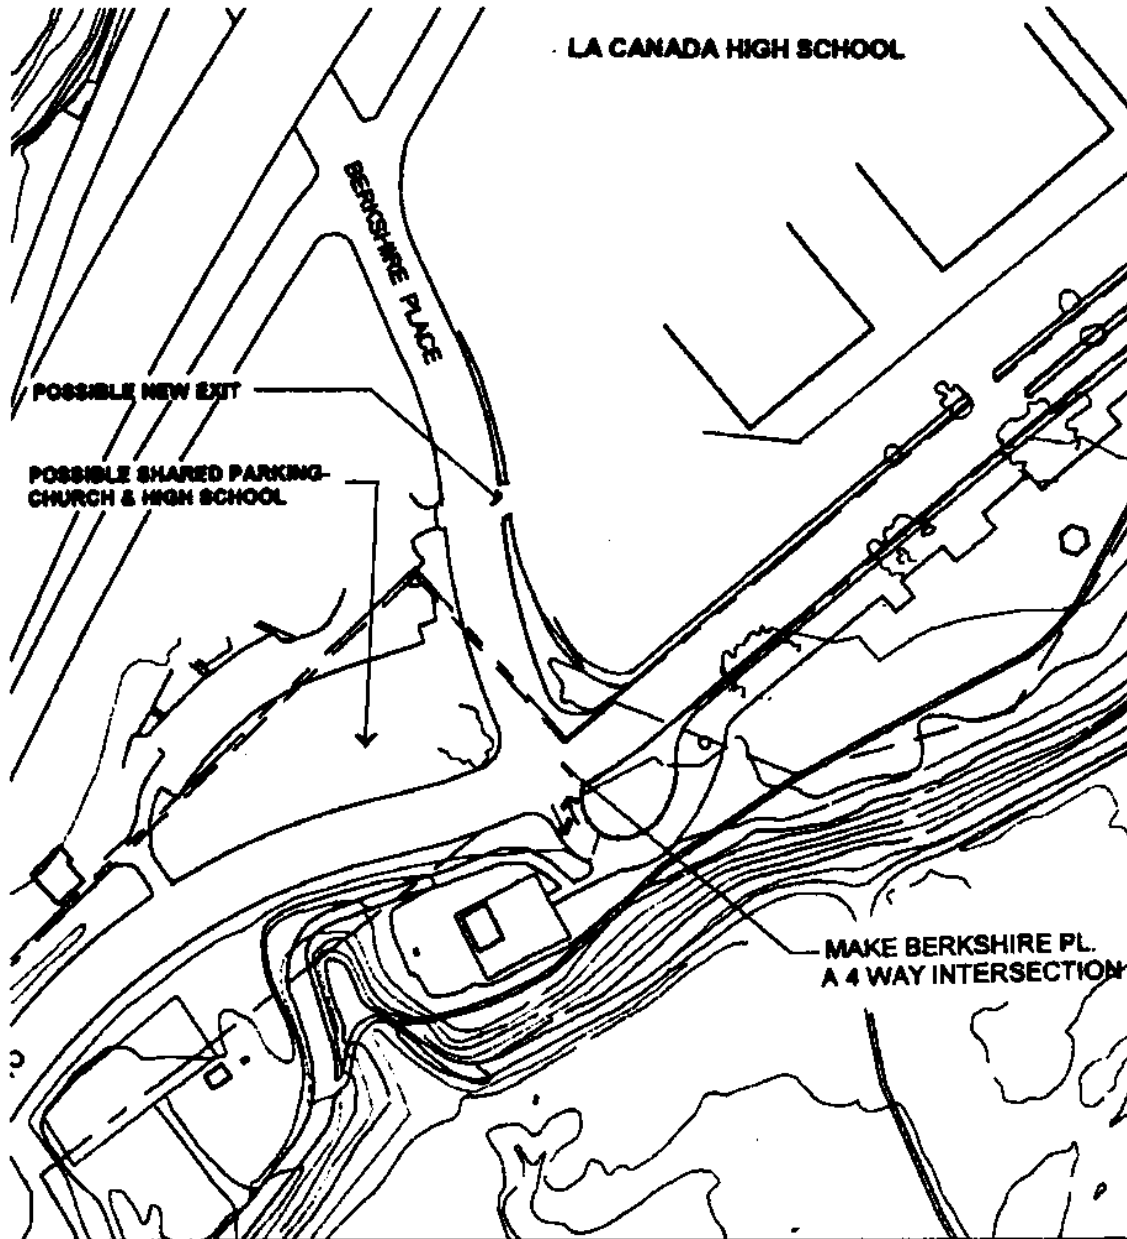 LA CANADA HIGH SCHOOL
BERKSHIRE PLACE
POSSIBLE NEW EXIT
POSSIBLE SHARED PARKING-
CHURCH & HIGH SCHOOL
MAKE BERKSHIRE PL.
A 4 WAY INTERSECTION